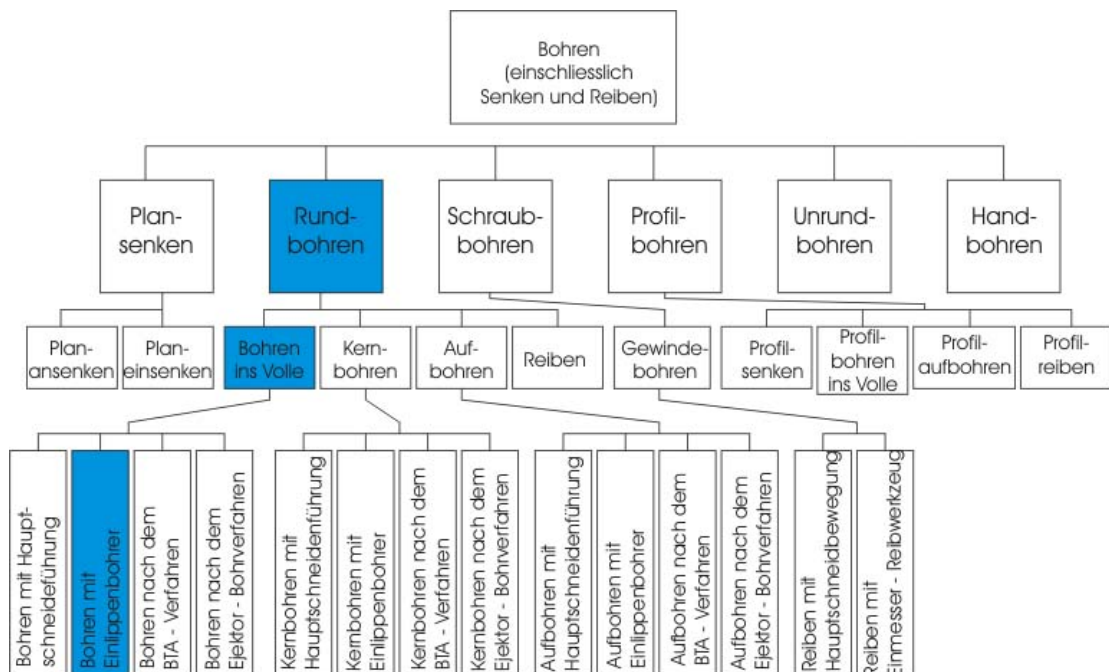 Bohren
(einschliesslich
Senken und Reiben)
Plan-
senken
Rund-
bohren
Schraub-
bohren
Profil-
bohren
Unrund-
bohren
Hand-
bohren
Plan-
ansenken
Plan-
einsenken
Bohren
ins Volle
Kern-
bohren
Auf-
bohren
Reiben
Gewinde-
bohren
Profil-
senken
Profil-
bohren
ins Volle
Profil-
aufbohren
Profil-
reiben
Bohren mit Haupt-
schneideführung
Bohren mit
Einlippenbohrer
Bohren nach dem
BTA - Verfahren
Bohren nach dem
Ejektor - Bohrverfahren
Kernbohren mit
Hauptschneidenführung
Kernbohren mit
Einlippenbohrer
Kernbohren nach dem
BTA - Verfahren
Kernbohren nach dem
Ejektor - Bohrverfahren
Aufbohren mit
Hauptschneidenführung
Aufbohren mit
Einlippenbohrer
Aufbohren nach dem
BTA - Verfahren
Aufbohren nach dem
Ejektor - Bohrverfahren
Reiben mit
Hauptschneidbewegung
Reiben mit
Einmesser - Reibwerkzeug